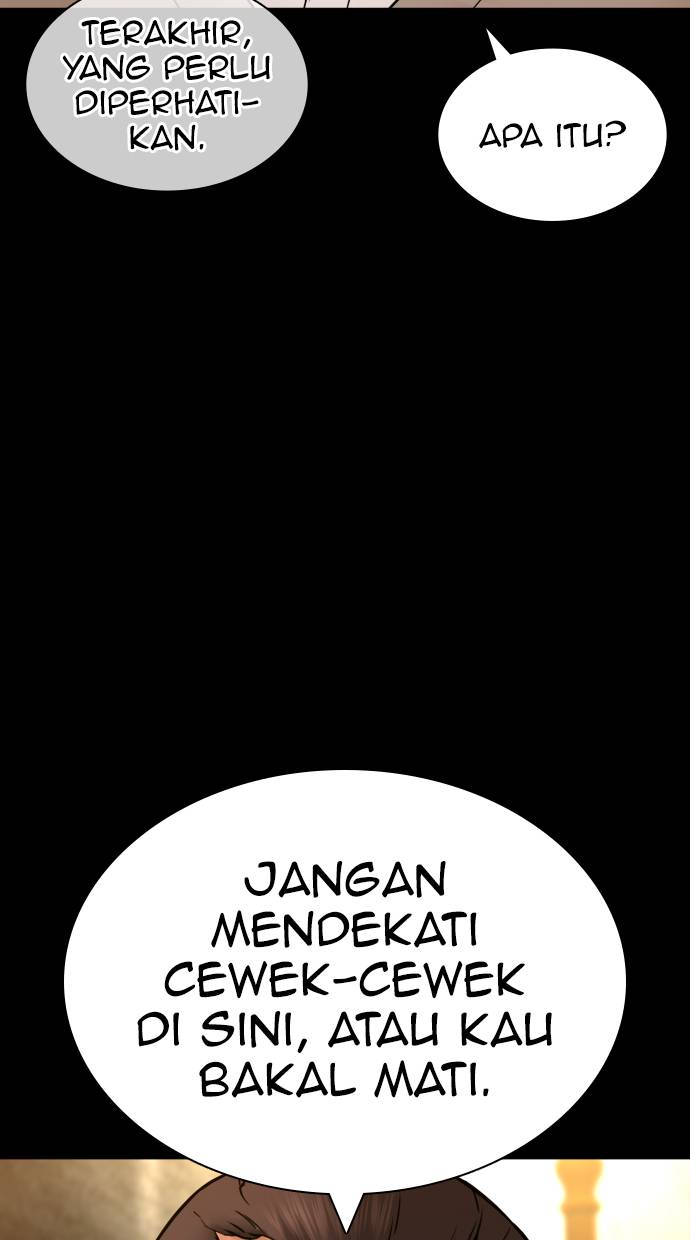 TERAKHIR,
YANG PERLU
DIPERHATI-
KAN.
APA ITU?
JANGAN
MENDEKATI
CEWEK-CEWEK
DI SINI, ATAU KAU
BAKAL MATI.